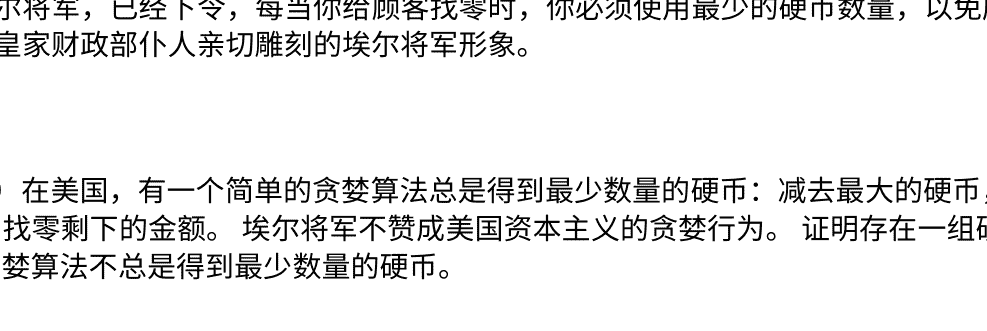 尔将军，已经下令，每当你给顾客找零时，你必须使用最少的硬币数量，以免
皇家财政部仆人亲切雕刻的埃尔将军形象。
）在美国，有一个简单的贪婪算法总是得到最少数量的硬币：减去最大的硬币，
找零剩下的金额。 埃尔将军不赞成美国资本主义的贪婪行为。 证明存在一组
婪算法不总是得到最少数量的硬币。